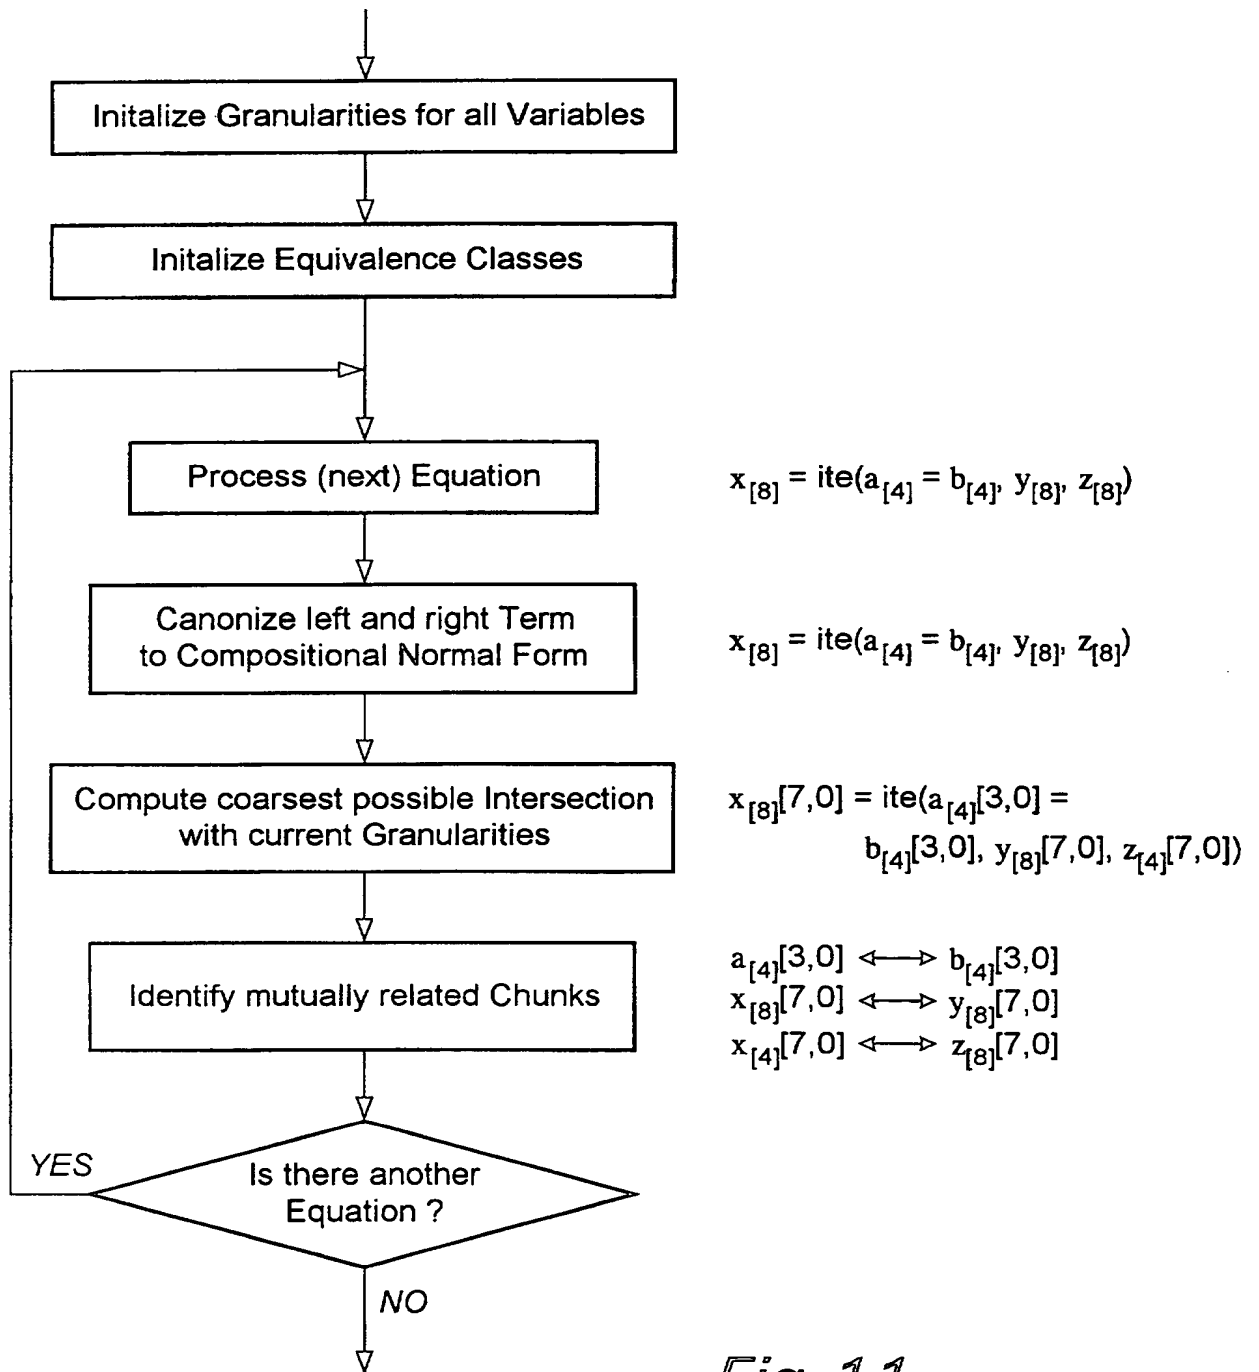 Initalize Granularities for all Variables
Initalize Equivalence Classes
Process (next) Equation
x[8] = ite(a[4] = b[4], y[8], z[8])
Canonize left and right Term
to Compositional Normal Form
x[8] = ite(a[4] = b[4], y[8], z[8])
Compute coarsest possible Intersection
with current Granularities
x[8][7,0] = ite(a[4][3,0] =
b[4][3,0], y[8][7,0], z[4][7,0])
Identify mutually related Chunks
a[4][3,0] <—> b[4][3,0]
x[8][7,0] <—> y[8][7,0]
x[4][7,0] <—> z[8][7,0]
YES
Is there another
Equation ?
NO
Fig. 11